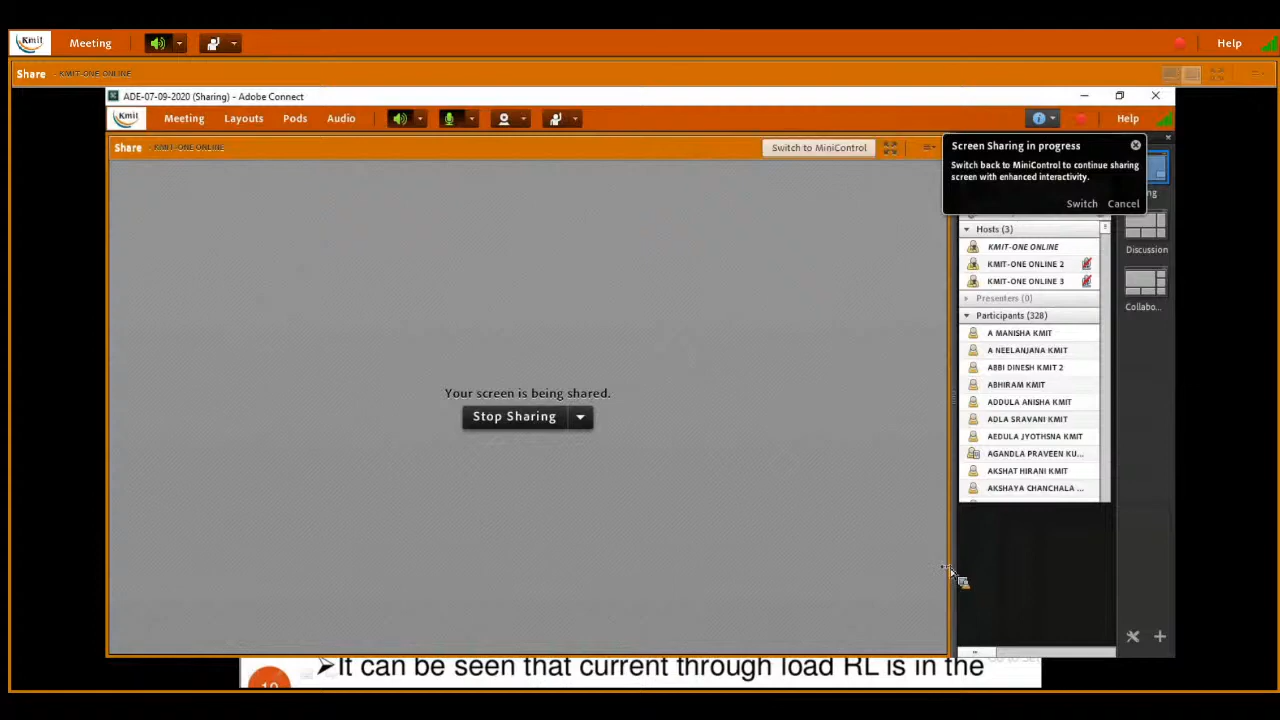 Kmit
Meeting
Help
Share - KMIT-ONE ONLINE
ADE-07-09-2020 (Sharing) - Adobe Connect
Kmit
Meeting
Layouts
Pods
Audio
Help
Share - KMIT-ONE ONLINE
Switch to MiniControl
Screen Sharing in progress
Switch back to MiniControl to continue sharing
screen with enhanced interactivity.
Switch
Cancel
Hosts (3)
KMIT-ONE ONLINE
KMIT-ONE ONLINE 2
KMIT-ONE ONLINE 3
Presenters (0)
Participants (328)
A MANISHA KMIT
A NEELANJANA KMIT
ABBI DINESH KMIT 2
ABHIRAM KMIT
ADDULA ANISHA KMIT
ADLA SRAVANI KMIT
AEDULA JYOTHSNA KMIT
AGANDLA PRAVEEN KU...
AKSHAT HIRANI KMIT
AKSHAYA CHANCHALA ...
Discussion
Collabo...
Your screen is being shared.
Stop Sharing
➢It can be seen that current through load RL is in the